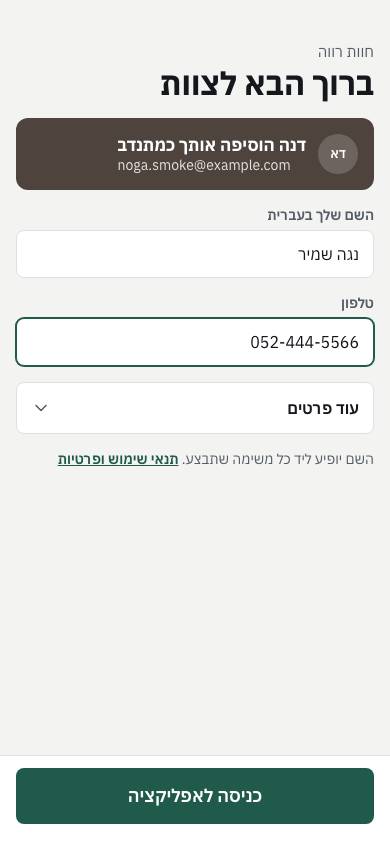 חוות רווה
ברוך הבא לצוות
דא
דנה הוסיפה אותך כמתנדב
noga.smoke@example.com
השם שלך בעברית
נגה שמיר
טלפון
052-444-5566
עוד פרטים
השם יופיע ליד כל משימה שתבצע. תנאי שימוש ופרטיות
כניסה לאפליקציה